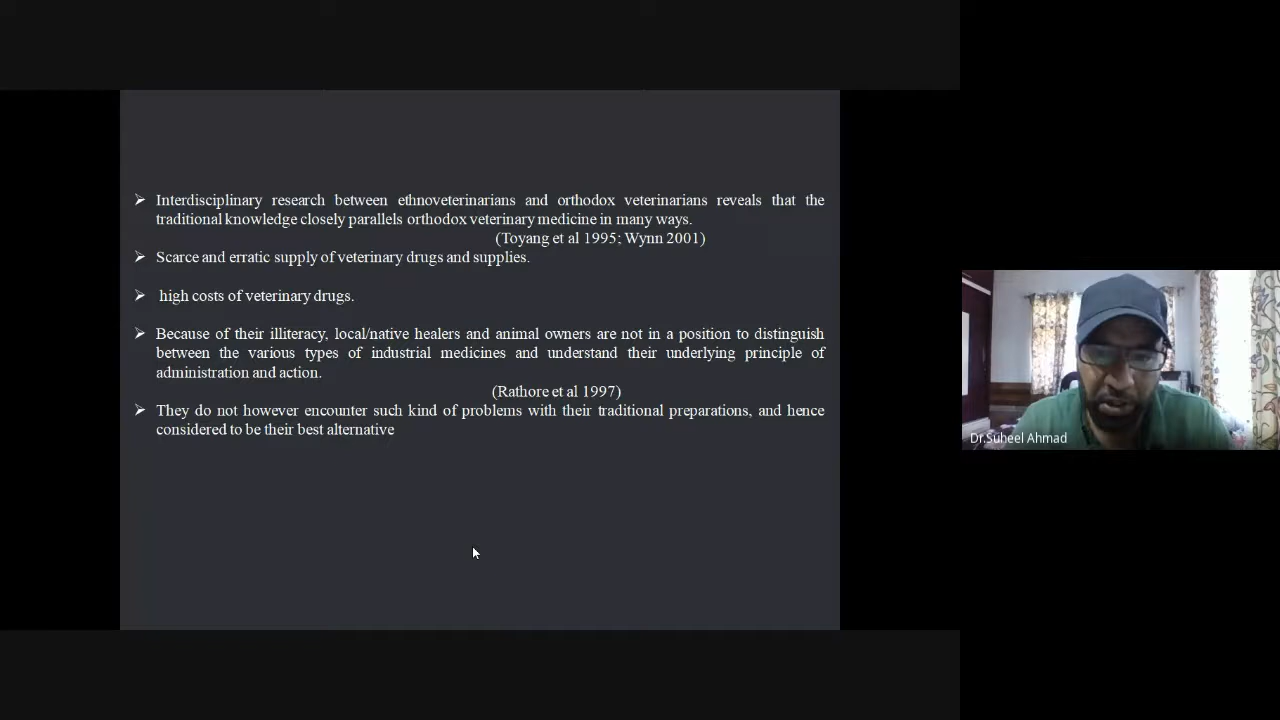 ➢ Interdisciplinary research between ethnoveterinarians and orthodox veterinarians reveals that the
traditional knowledge closely parallels orthodox veterinary medicine in many ways.
(Toyang et al 1995; Wynn 2001)
➢ Scarce and erratic supply of veterinary drugs and supplies.
➢ high costs of veterinary drugs.
➢ Because of their illiteracy, local/native healers and animal owners are not in a position to distinguish
between the various types of industrial medicines and understand their underlying principle of
administration and action.
(Rathore et al 1997)
➢ They do not however encounter such kind of problems with their traditional preparations, and hence
considered to be their best alternative
Dr.Suheel Ahmad